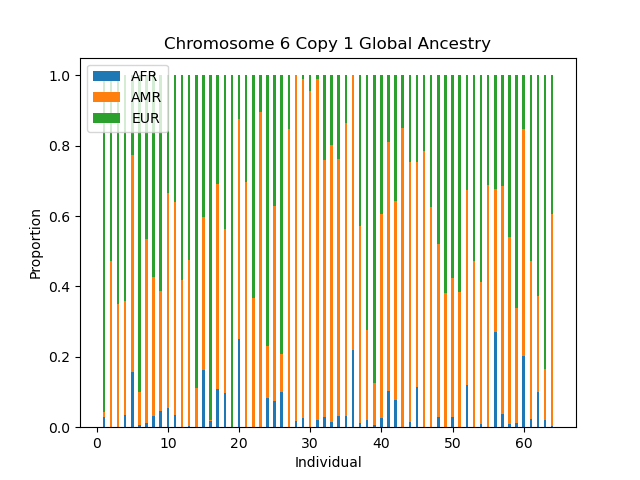 Chromosome 6 Copy 1 Global Ancestry
AFR
AMR
EUR
1.0
0.8
0.6
0.4
0.2
0.0
Proportion
0 10 20 30 40 50 60
Individual